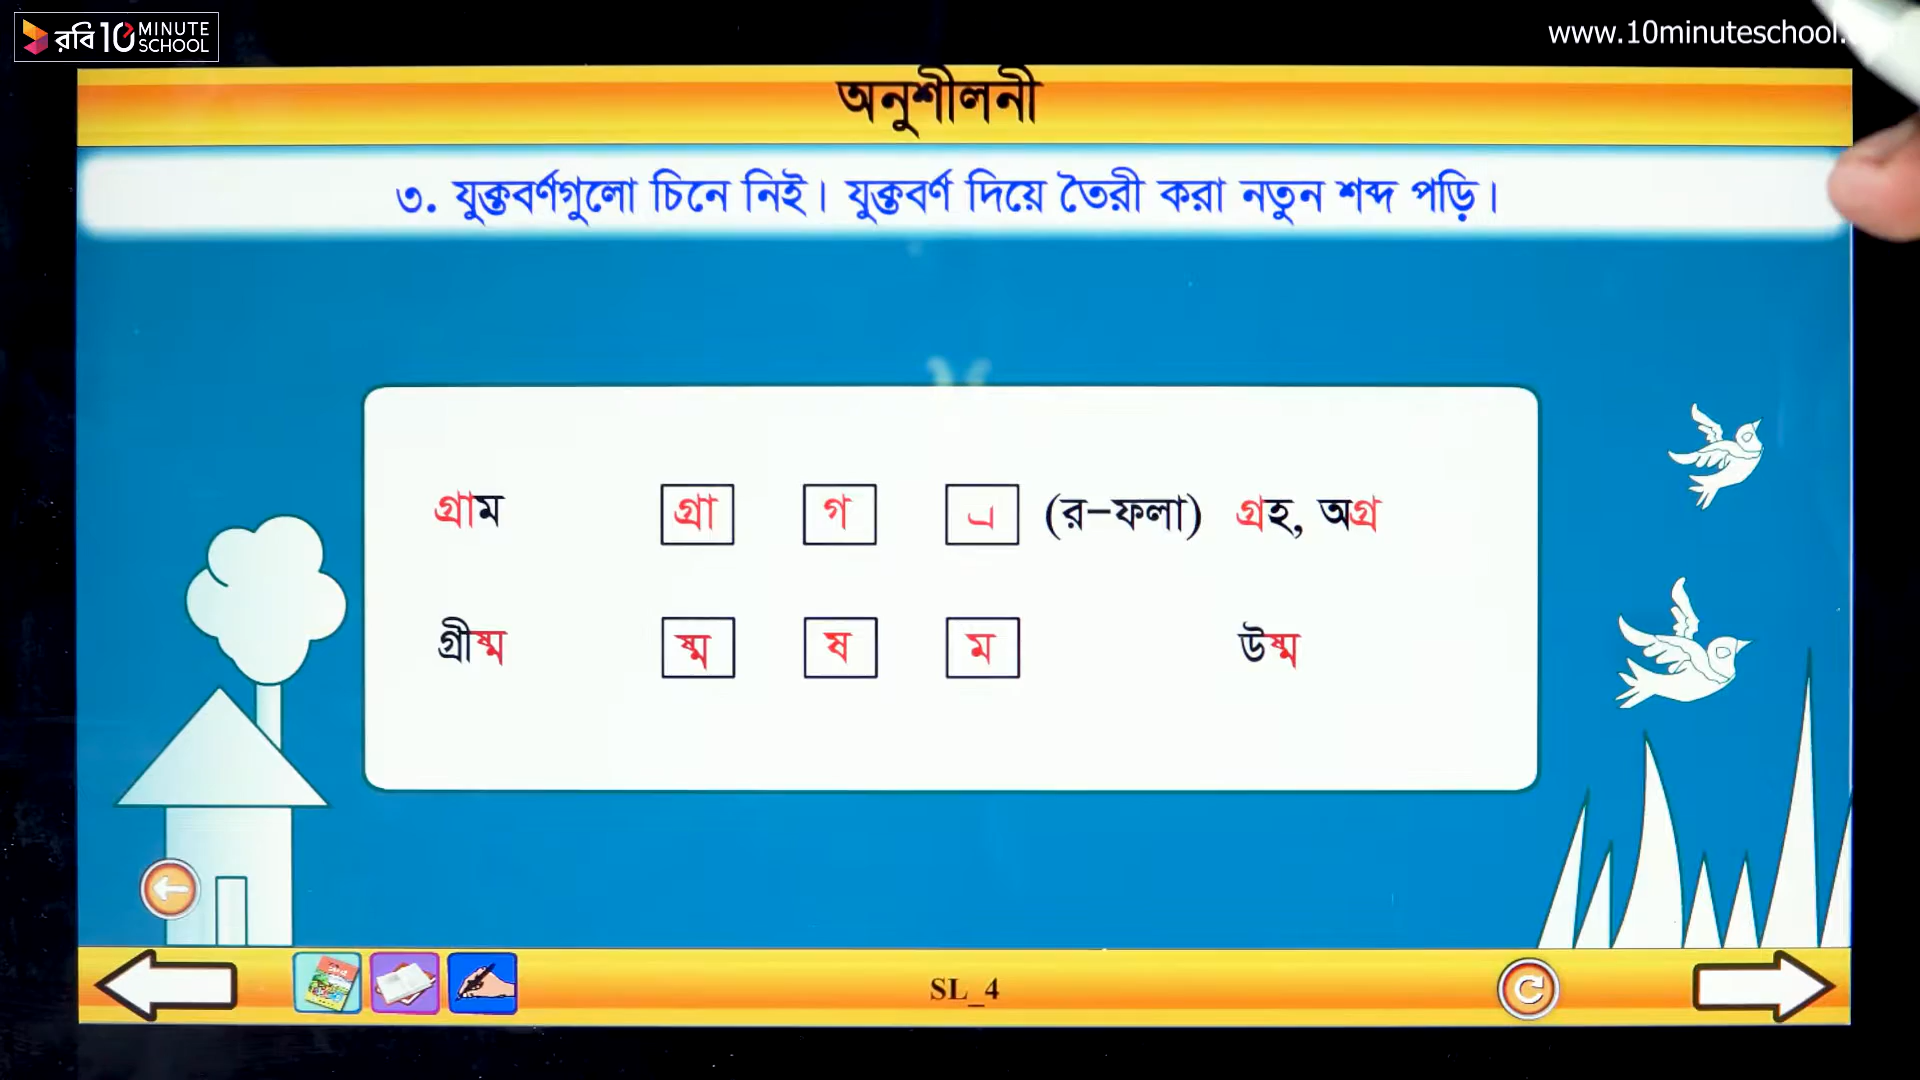 রবি 10 MINUTE SCHOOL
www.10minuteschool.
অনুশীলনী
৩. যুক্তবর্ণগুলো চিনে নিই। যুক্তবর্ণ দিয়ে তৈরী করা নতুন শব্দ পড়ি।
গ্রাম গ্রা গ ্র (র-ফলা) গ্রহ, অগ্র
গ্রীষ্ম ষ্ম ষ ম উষ্ম
SL_4